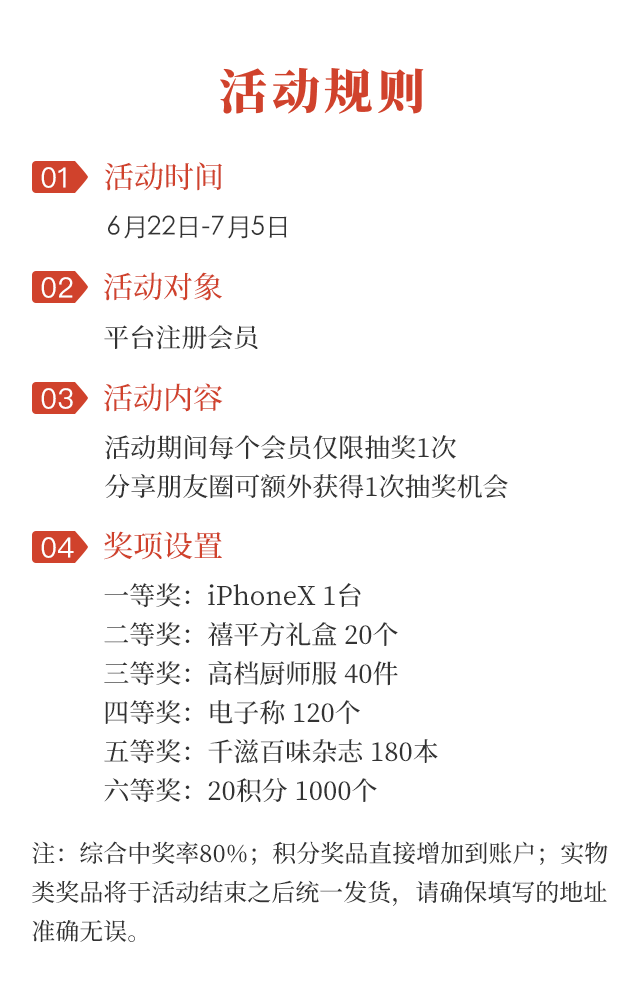 活动规则
01 活动时间
6月22日-7月5日
02 活动对象
平台注册会员
03 活动内容
活动期间每个会员仅限抽奖1次
分享朋友圈可额外获得1次抽奖机会
04 奖项设置
一等奖：iPhoneX 1台
二等奖：禧平方礼盒 20个
三等奖：高档厨师服 40件
四等奖：电子称 120个
五等奖：千滋百味杂志 180本
六等奖：20积分 1000个
注：综合中奖率80%；积分奖品直接增加到账户；实物
类奖品将于活动结束之后统一发货，请确保填写的地址
准确无误。